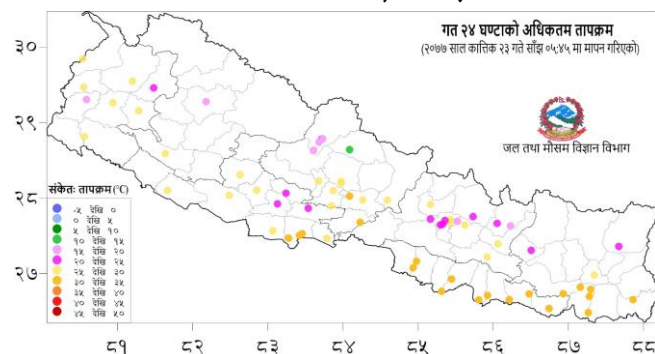 गत २४ घण्टाको अधिकतम तापक्रम
(२०७७ साल कात्तिक २३ गते साँझ ०५:४५ मा मापन गरिएको)
जल तथा मौसम विज्ञान विभाग
३०
२९
२८
२७
संकेतः तापक्रम (°C)
-५ देखि ०
० देखि ५
५ देखि १०
१० देखि १५
१५ देखि २०
२० देखि २५
२५ देखि ३०
३० देखि ३५
३५ देखि ४०
४० देखि ४५
४५ देखि ५०
८१ ८२ ८३ ८४ ८५ ८६ ८७ ८८